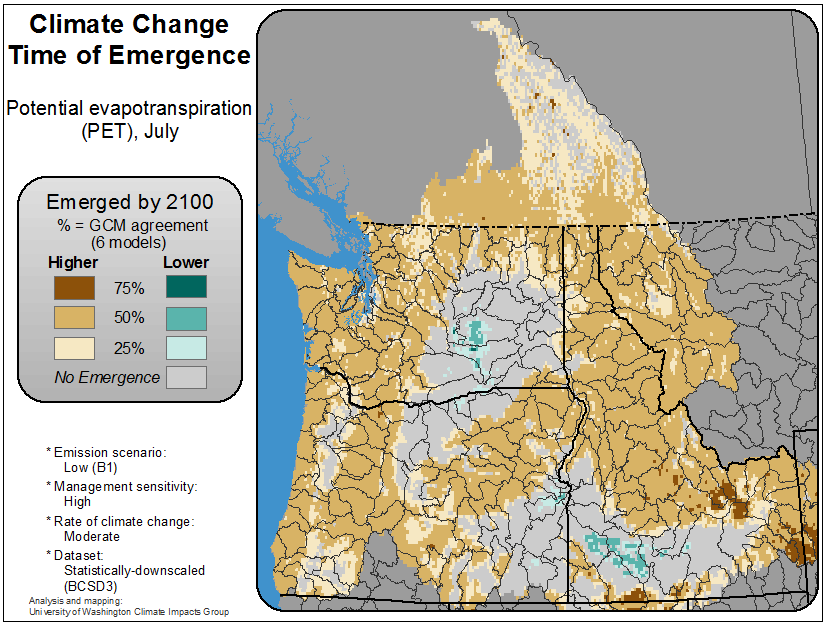 Climate Change
Time of Emergence
Potential evapotranspiration
(PET), July
Emerged by 2100
% = GCM agreement
(6 models)
Higher Lower
75%
50%
25%
No Emergence
* Emission scenario:
Low (B1)
* Management sensitivity:
High
* Rate of climate change:
Moderate
* Dataset:
Statistically-downscaled
(BCSD3)
Analysis and mapping:
University of Washington Climate Impacts Group